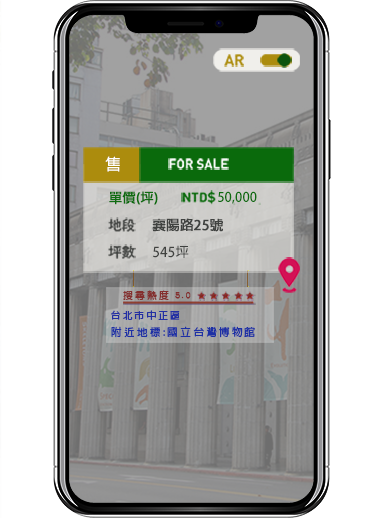 AR
售 FOR SALE
單價(坪) NTD$ 50,000
地段 襄陽路25號
坪數 545坪
搜尋熱度 5.0 ★★★★★
台北市中正區
附近地標:國立台灣博物館